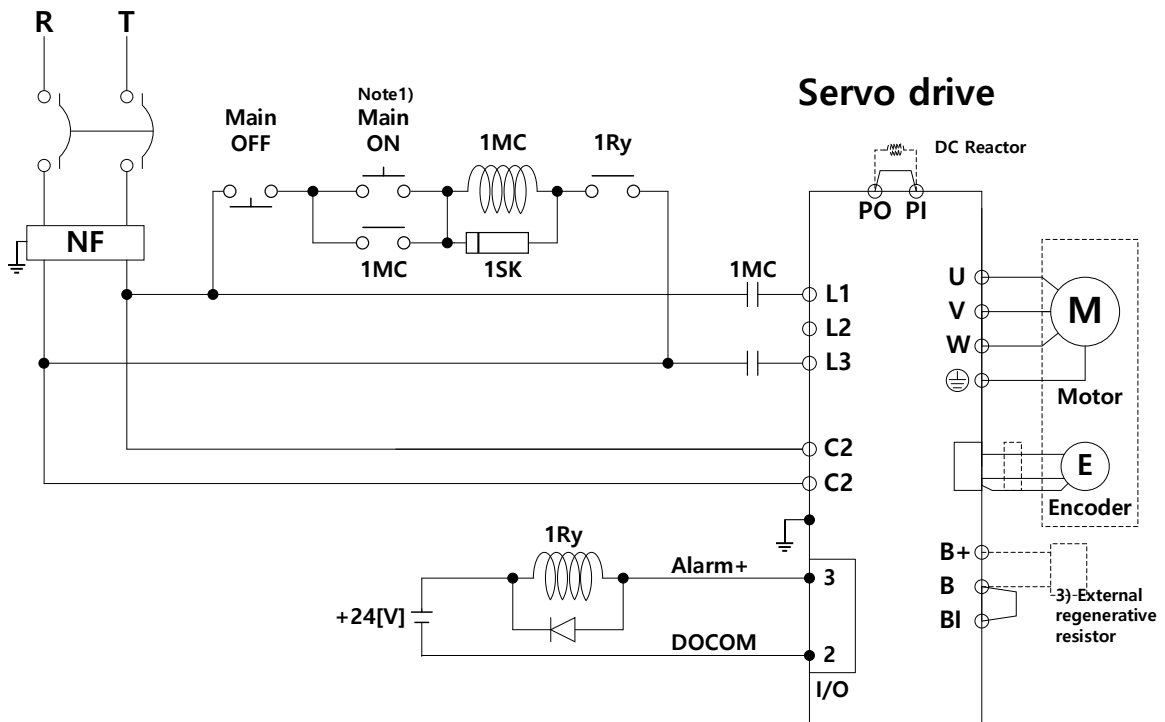 R T
Servo drive
Note1)
Main
OFF
Main
ON
1MC
1Ry
DC Reactor
PO PI
NF
1MC
1SK
1MC
L1
L2
L3
U
V
W
M
Motor
C2
C2
E
Encoder
1Ry
Alarm+
3
+24[V]
DOCOM
2
I/O
B+
B
BI
3) External
regenerative
resistor